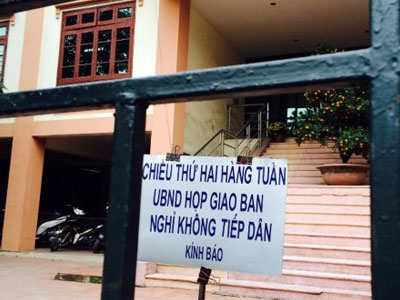 CHIỀU THỨ HAI HÀNG TUẦN
UBND HỌP GIAO BAN
NGHỈ KHÔNG TIẾP DÂN
KÍNH BÁO